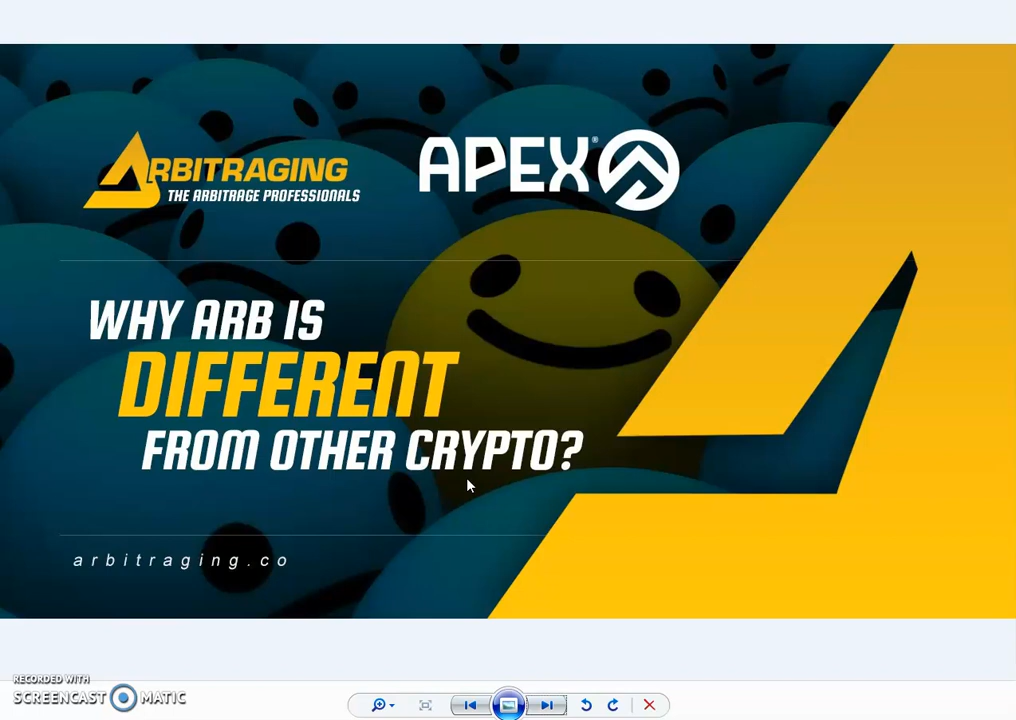 ARBITRAGING
THE ARBITRAGE PROFESSIONALS
APEX®
WHY ARB IS
DIFFERENT
FROM OTHER CRYPTO?
arbitraging.co
RECORDED WITH
SCREENCAST MATIC